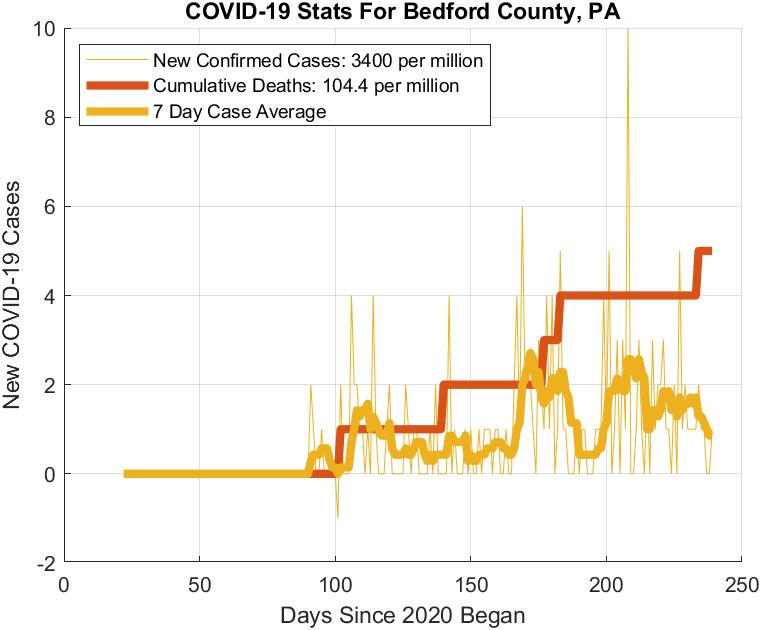 COVID-19 Stats For Bedford County, PA
New Confirmed Cases: 3400 per million
Cumulative Deaths: 104.4 per million
7 Day Case Average
New COVID-19 Cases
10
8
6
4
2
0
-2
0
50
100
150
200
250
Days Since 2020 Began